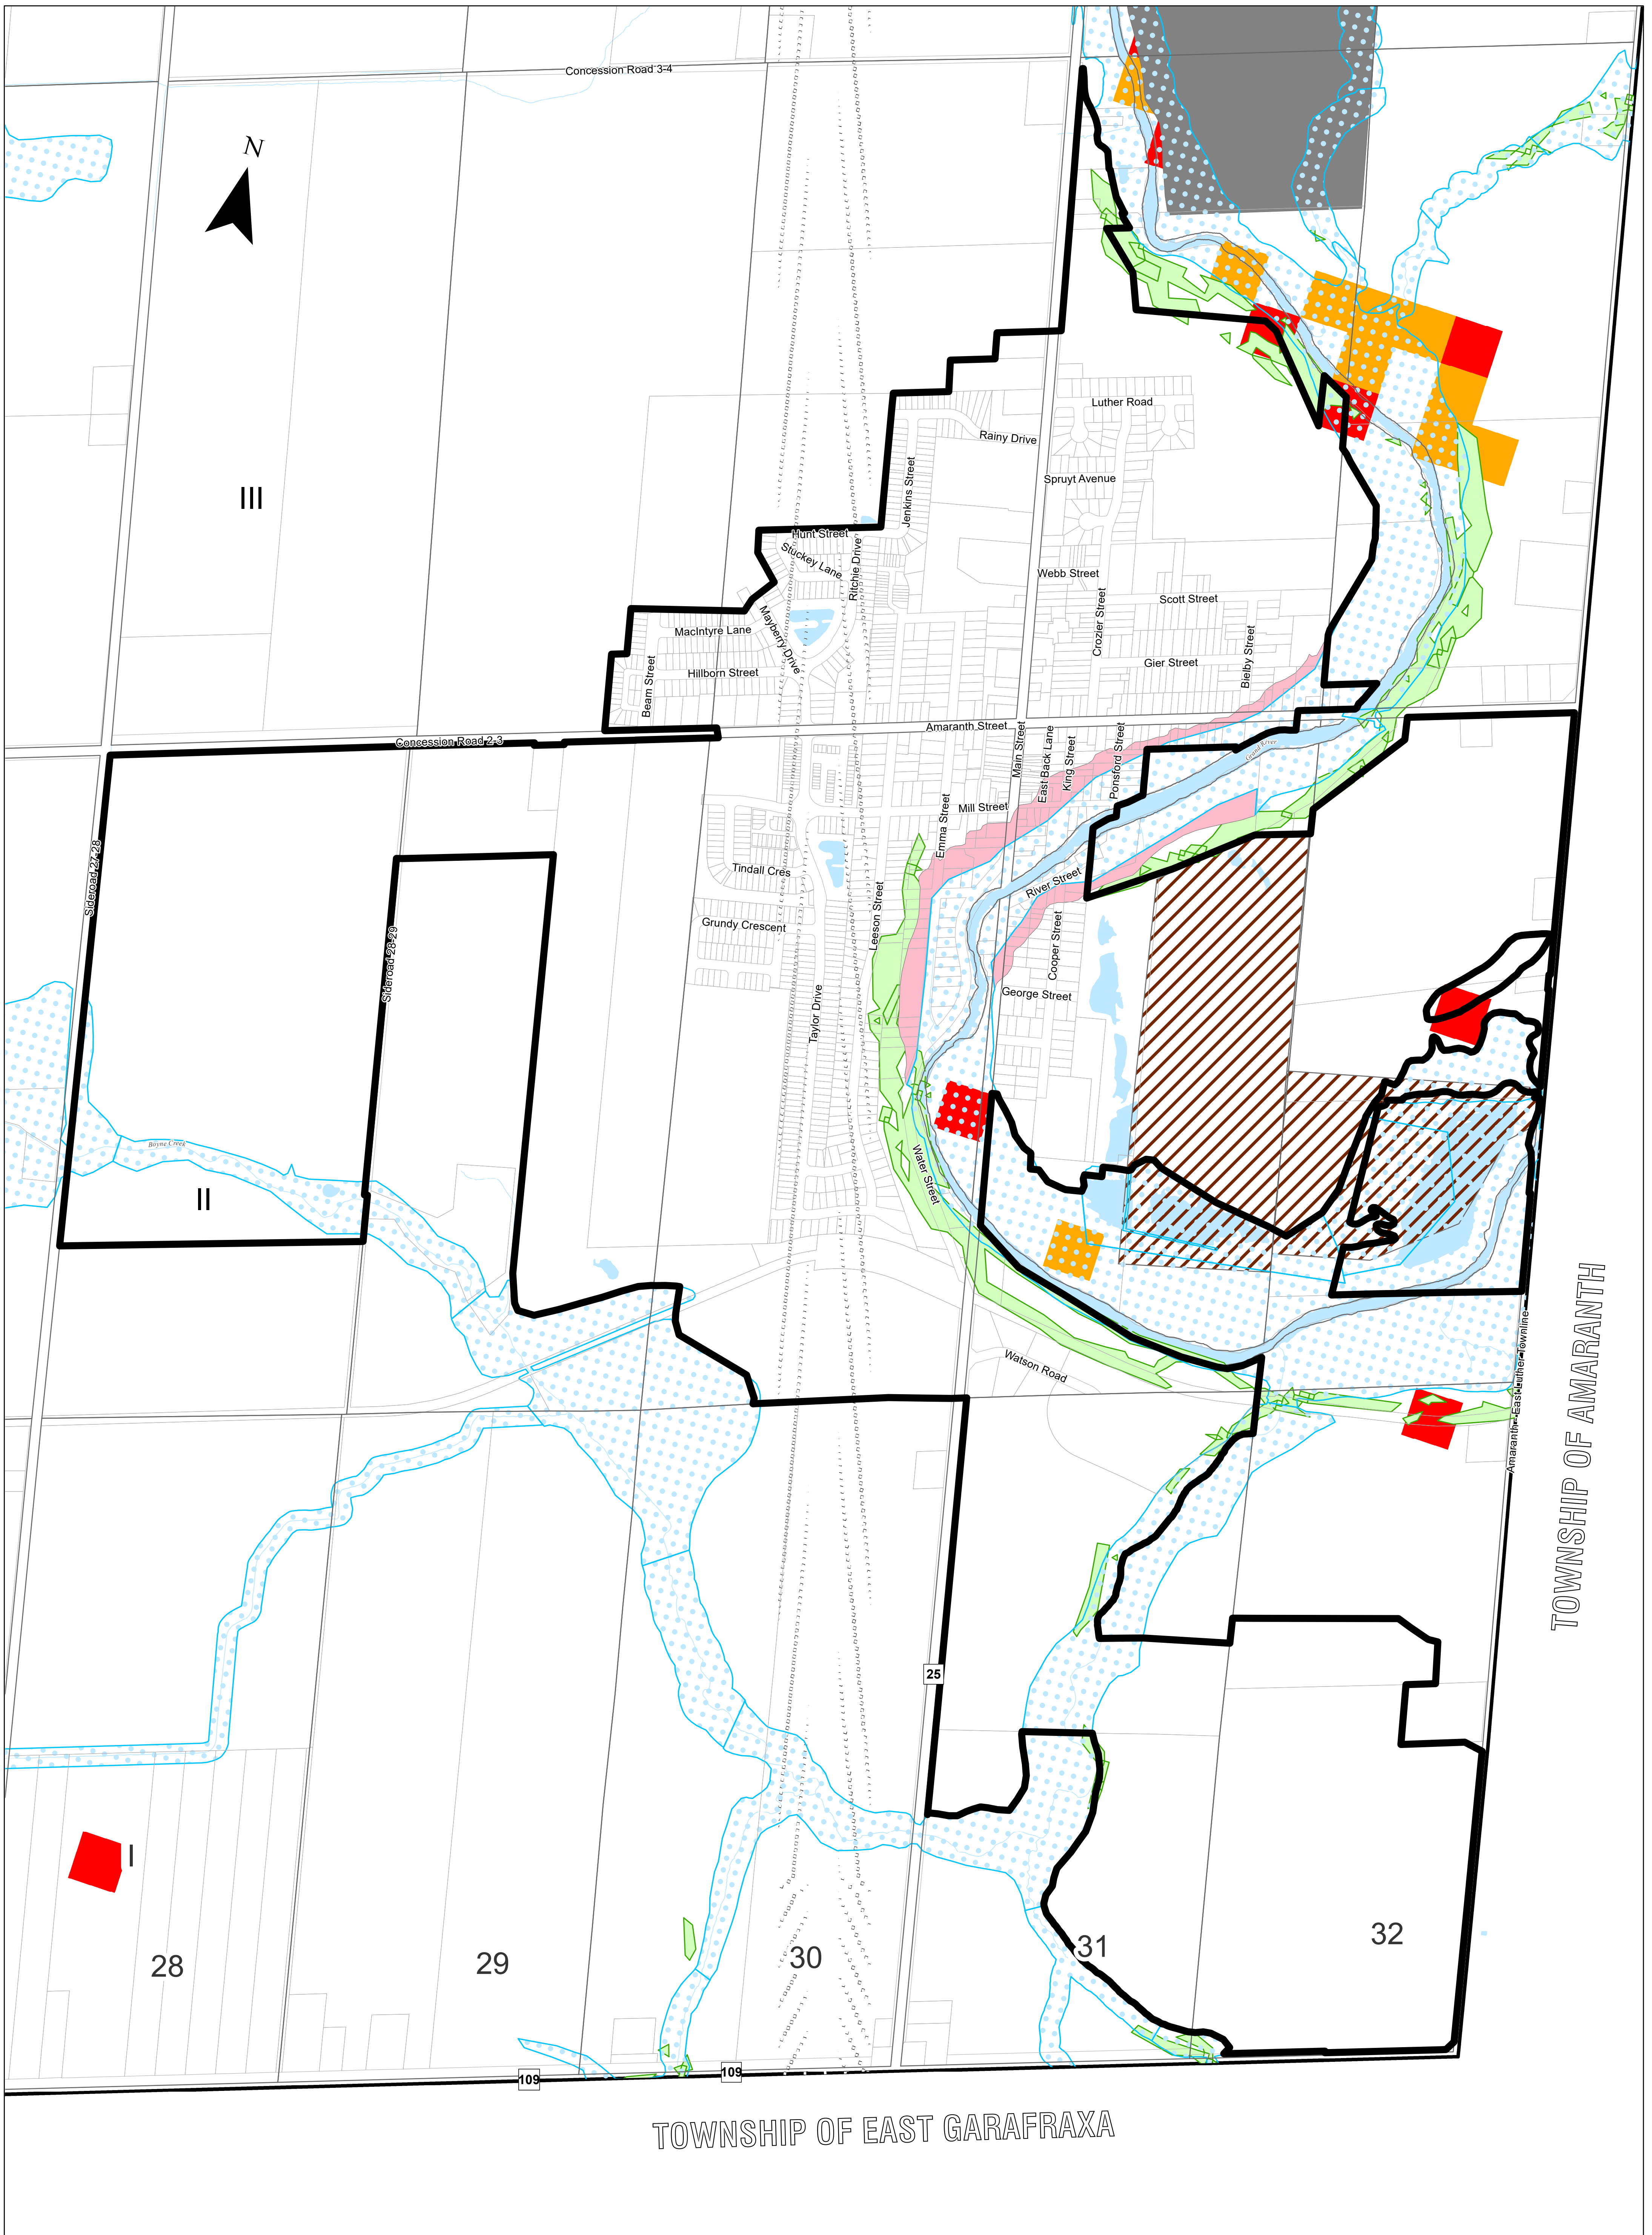 Concession Road 3-4
N
Luther Road
Rainy Drive
Jenkins Street
Spruyt Avenue
III
Hunt Street
Stuckey Lane
Ritchie Drive
Webb Street
Scott Street
Crozier Street
MacIntyre Lane
Mayberry Drive
Bielby Street
Gier Street
Hillborn Street
Beam Street
Amaranth Street
Main Street
East Back Lane
King Street
Ponsford Street
Concession Road 2-3
Grand River
Mill Street
Emma Street
Sideroad 27-28
Tindall Cres
River Street
Leeson Street
Grundy Crescent
Cooper Street
Sideroad 28-29
George Street
Taylor Drive
Boyne Creek
Water Street
II
Watson Road
Amaranth - East Luther Townline
TOWNSHIP OF AMARANTH
25
I
28
29
30
31
32
109
109
TOWNSHIP OF EAST GARAFRAXA